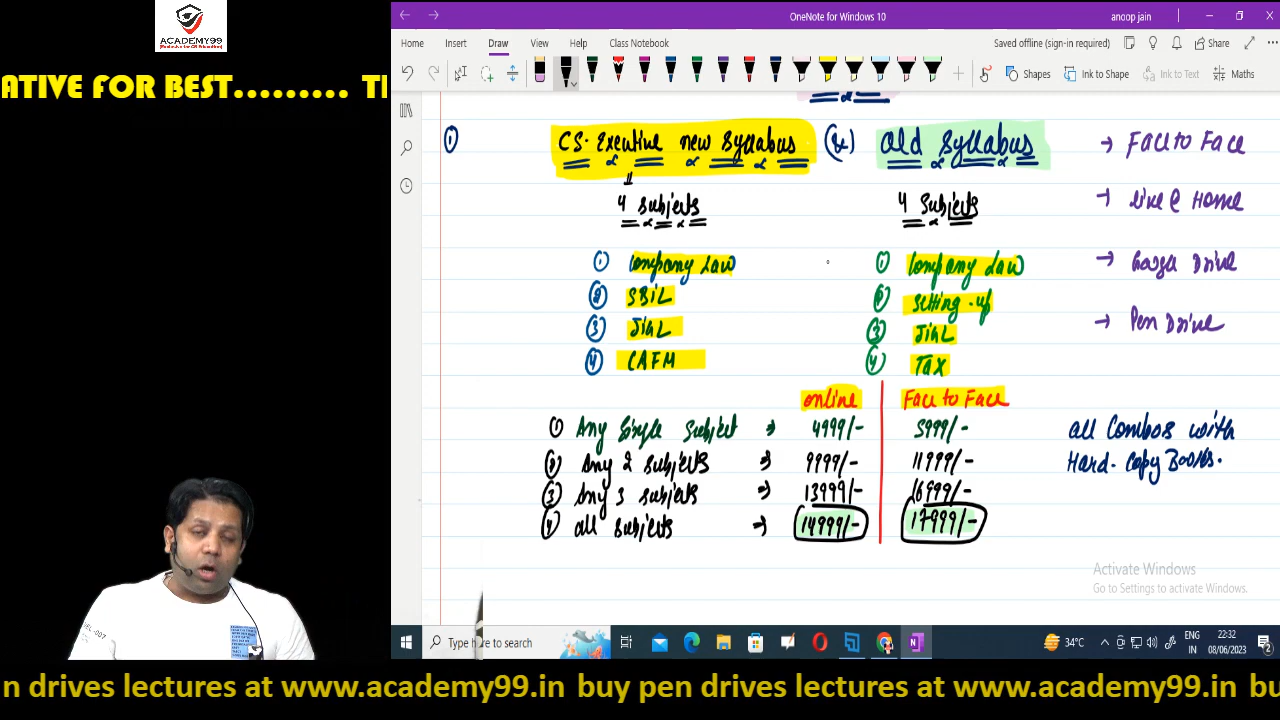 ACADEMY99
ATIVE FOR BEST......... TI
OneNote for Windows 10
anoop jain
Home Insert Draw View Help Class Notebook
Saved offline (sign-in required) Share
Shapes Ink to Shape Ink to Text Maths
① CS-Executive new syllabus (&) old syllabus
→ Face to Face
4 subjects 4 subjects
→ live @ Home
① Company Law ① Company Law
→ Google Drive
② SBIL ② Setting-up
③ JIGL ③ JIGL
→ Pen Drive
④ CAFM ④ TAX
online Face to Face
① Any Single Subject ⇒ 4999/- 5999/-
② Any 2 subjects ⇒ 9999/- 11999/-
③ Any 3 subjects ⇒ 13999/- 16999/-
④ all subjects ⇒ 14999/- 17999/-
all Combos with
Hard-Copy Books.
Activate Windows
Go to Settings to activate Windows.
Type here to search
34°C ENG IN 22:32 08/06/2023 2
n drives lectures at www.academy99.in buy pen drives lectures at www.academy99.in bu